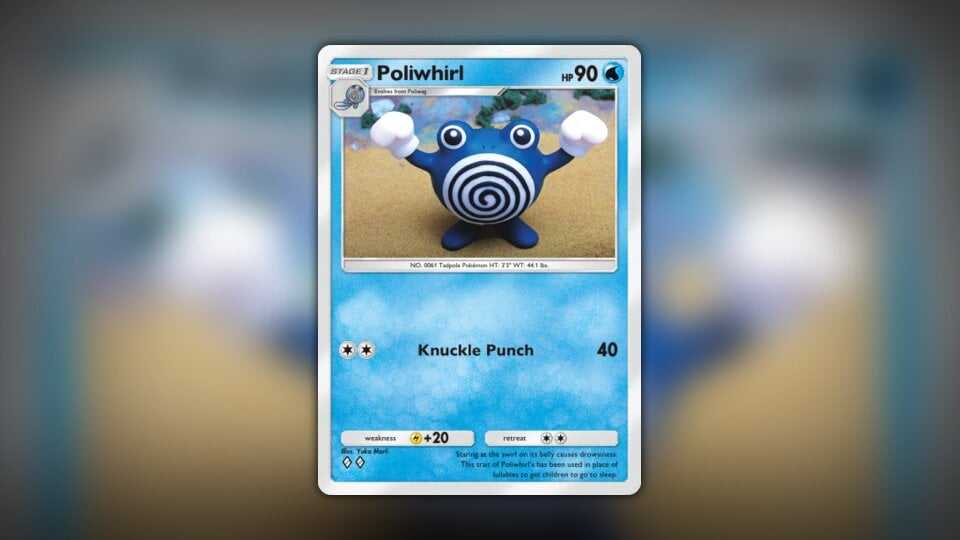 STAGE 1 Poliwhirl HP 90
Evolves from Poliwag
NO. 0061 Tadpole Pokémon HT: 3'3" WT: 44.1 lbs.
Knuckle Punch 40
weakness +20 retreat
Illus. Yuka Morii
Staring at the swirl on its belly causes drowsiness.
This trait of Poliwhirl's has been used in place of
lullabies to get children to go to sleep.